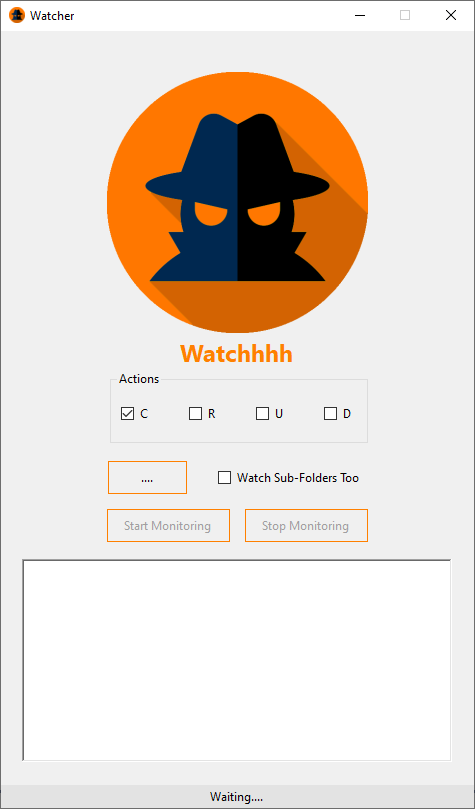 Watcher
Watchhhh
Actions
C R U D
.... Watch Sub-Folders Too
Start Monitoring Stop Monitoring
Waiting....